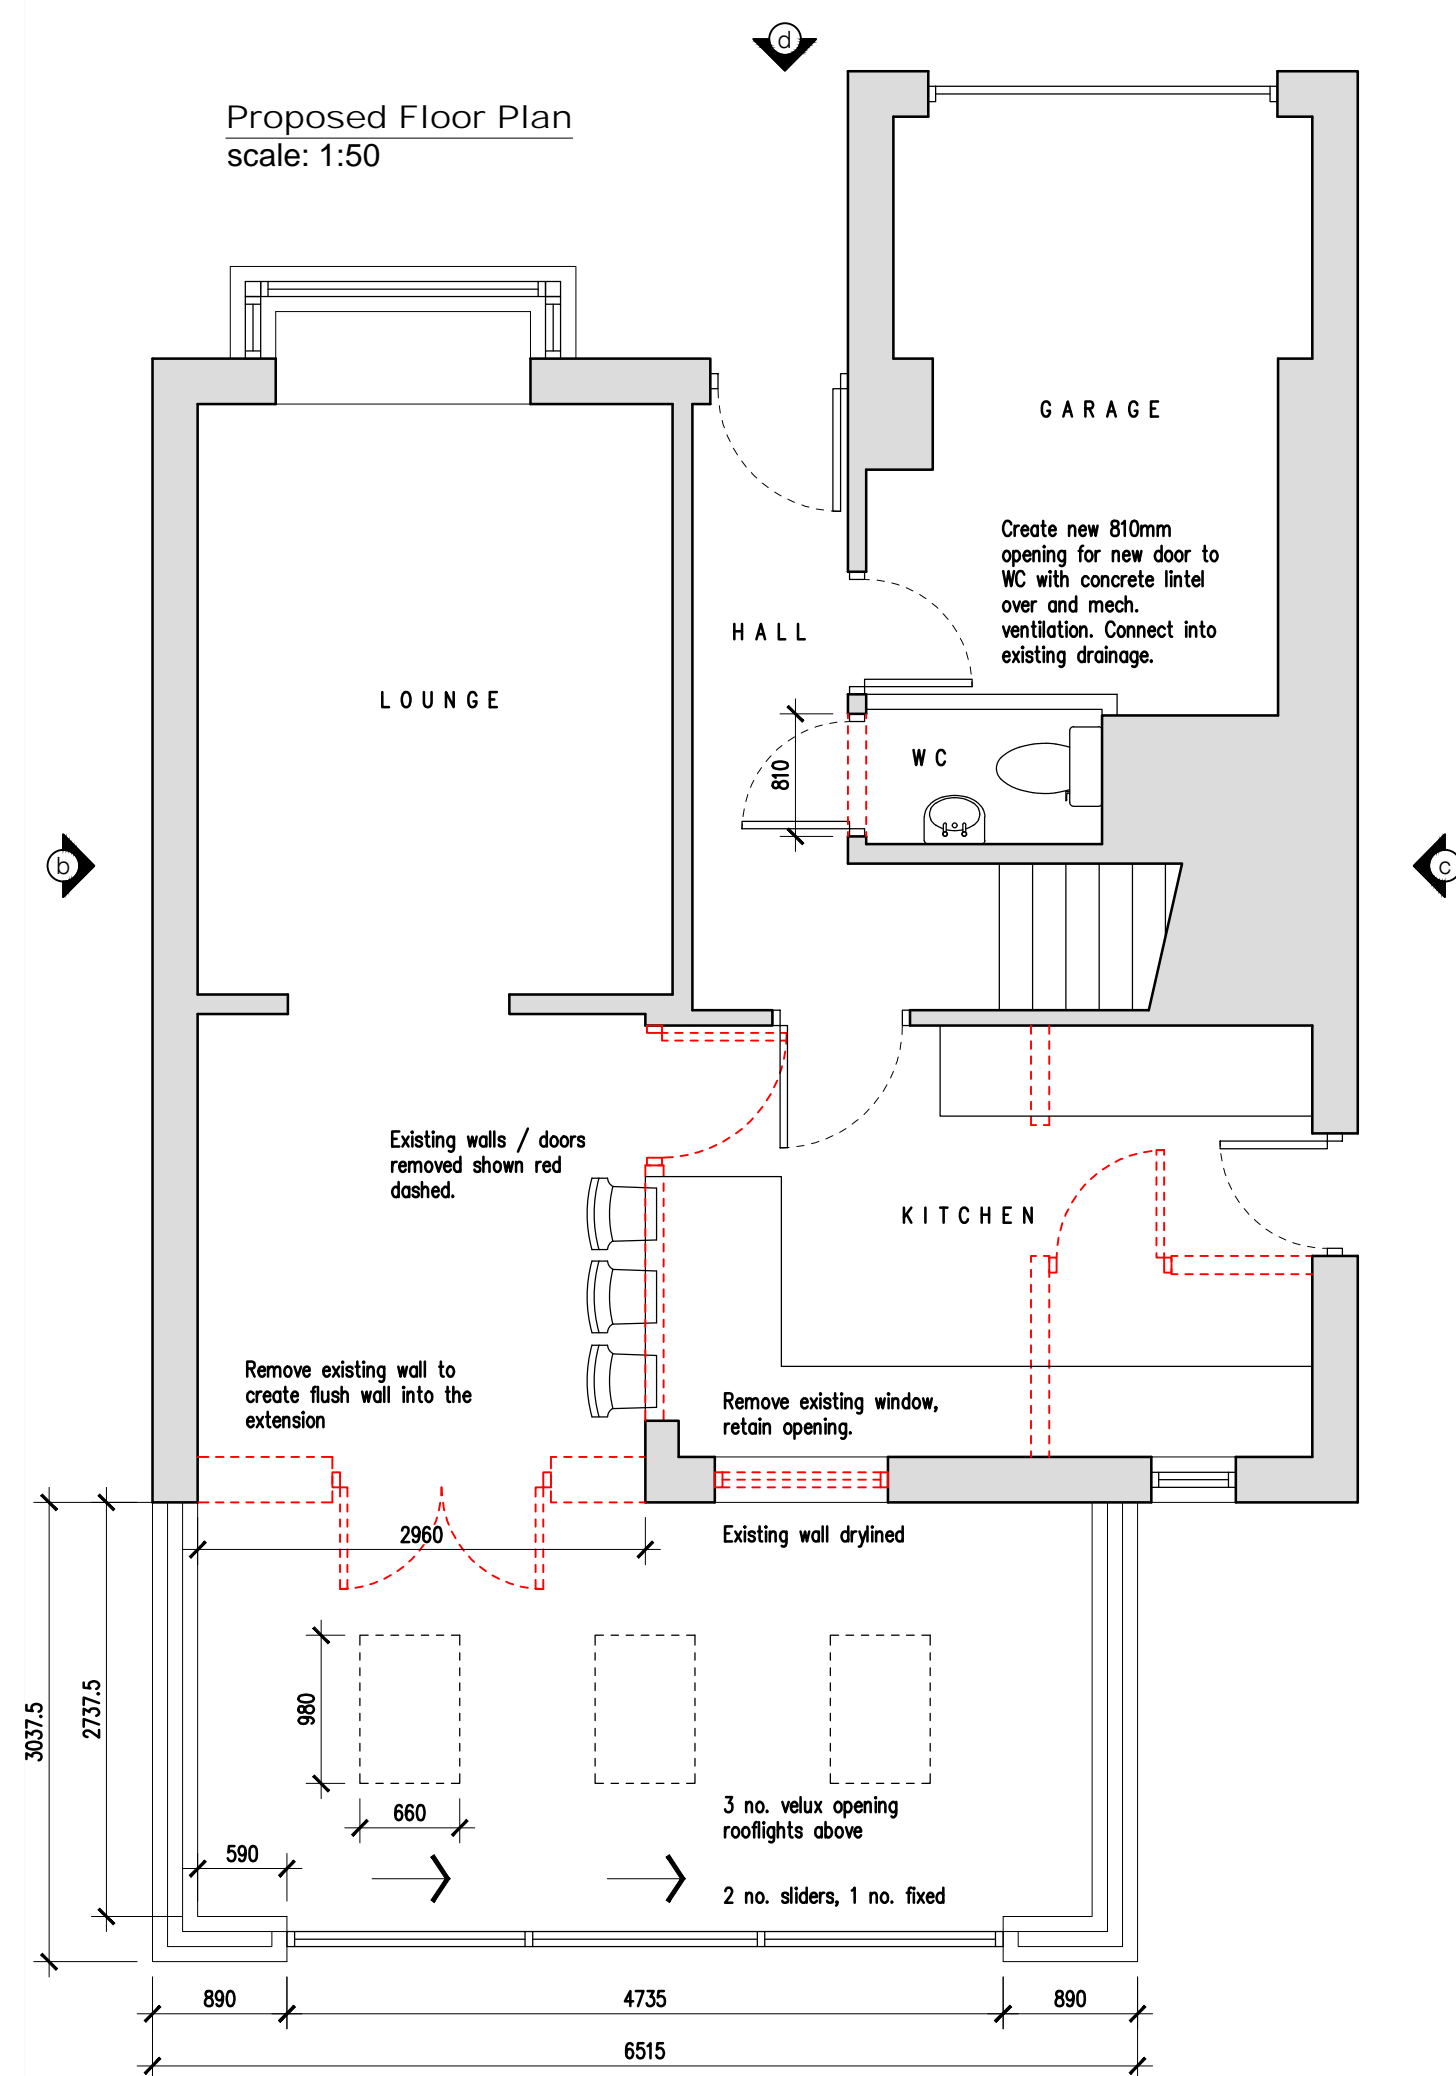 d
Proposed Floor Plan
scale: 1:50
GARAGE
Create new 810mm
opening for new door to
WC with concrete lintel
over and mech.
ventilation. Connect into
existing drainage.
HALL
LOUNGE
WC
810
b
c
Existing walls / doors
removed shown red
dashed.
KITCHEN
Remove existing wall to
create flush wall into the
extension
Remove existing window,
retain opening.
2960
Existing wall drylined
3037.5
2737.5
980
660
3 no. velux opening
rooflights above
590
2 no. sliders, 1 no. fixed
890
4735
890
6515